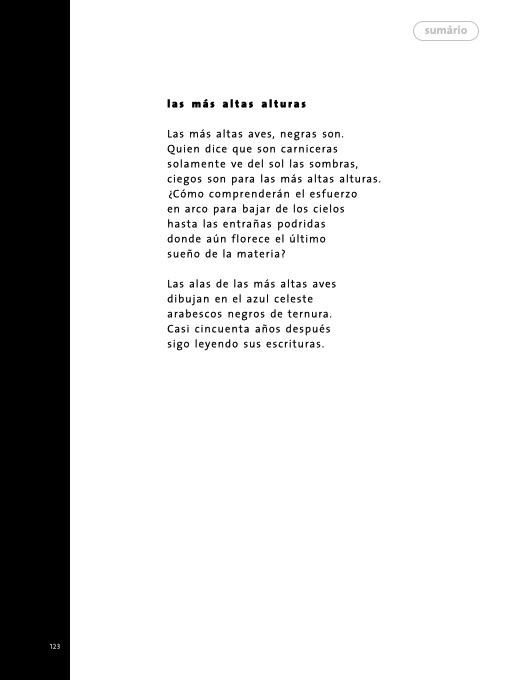 sumário
las más altas alturas
Las más altas aves, negras son.
Quien dice que son carniceras
solamente ve del sol las sombras,
ciegos son para las más altas alturas.
¿Cómo comprenderán el esfuerzo
en arco para bajar de los cielos
hasta las entrañas podridas
donde aún florece el último
sueño de la materia?
Las alas de las más altas aves
dibujan en el azul celeste
arabescos negros de ternura.
Casi cincuenta años después
sigo leyendo sus escrituras.
123